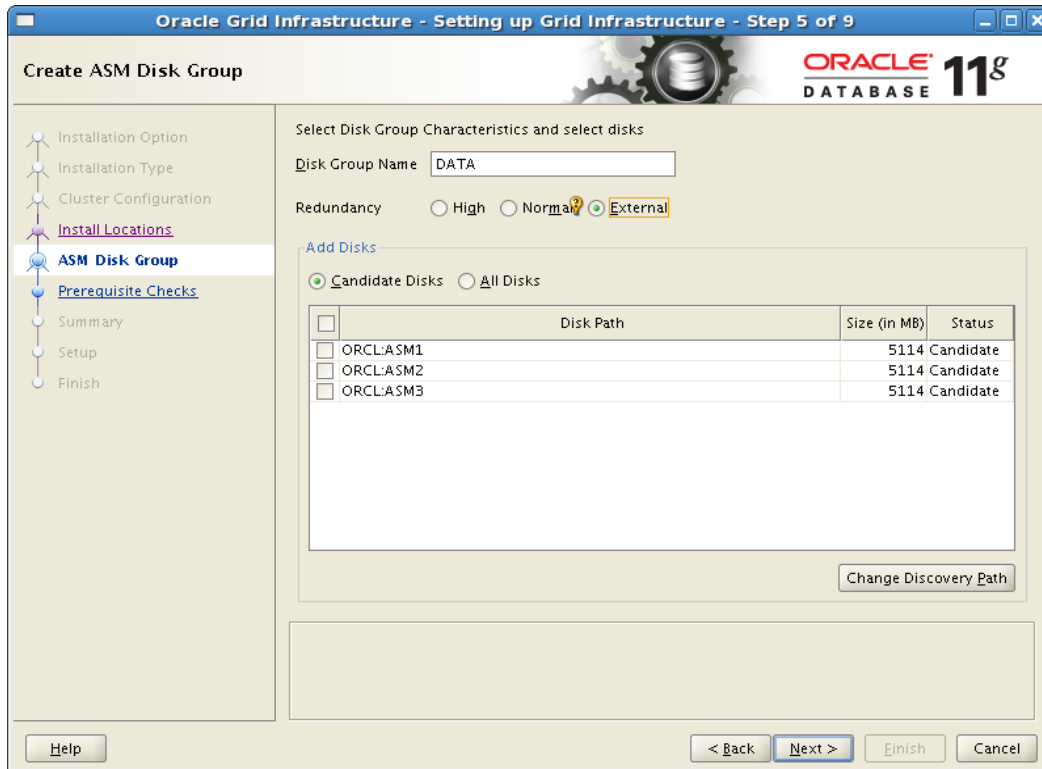 Oracle Grid Infrastructure - Setting up Grid Infrastructure - Step 5 of 9
Create ASM Disk Group
ORACLE
DATABASE
11g
Installation Option
Installation Type
Cluster Configuration
Install Locations
ASM Disk Group
Prerequisite Checks
Summary
Setup
Finish
Select Disk Group Characteristics and select disks
Disk Group Name DATA
Redundancy High Normal External
Add Disks
Candidate Disks All Disks
Disk Path Size (in MB) Status
ORCL:ASM1 5114 Candidate
ORCL:ASM2 5114 Candidate
ORCL:ASM3 5114 Candidate
Change Discovery Path
Help < Back Next > Finish Cancel